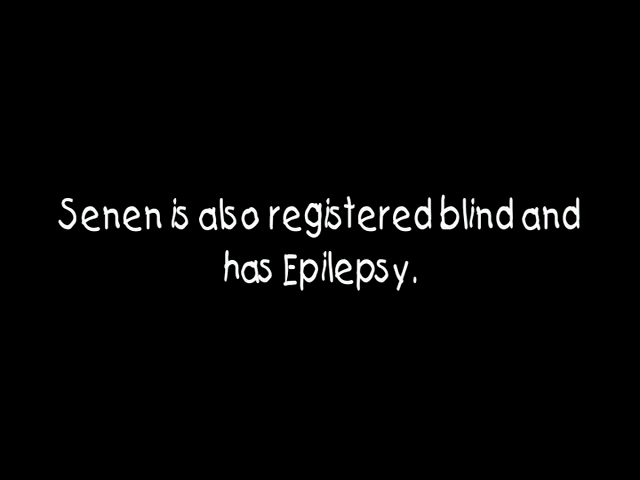 Senen is also registered blind and
has Epilepsy.